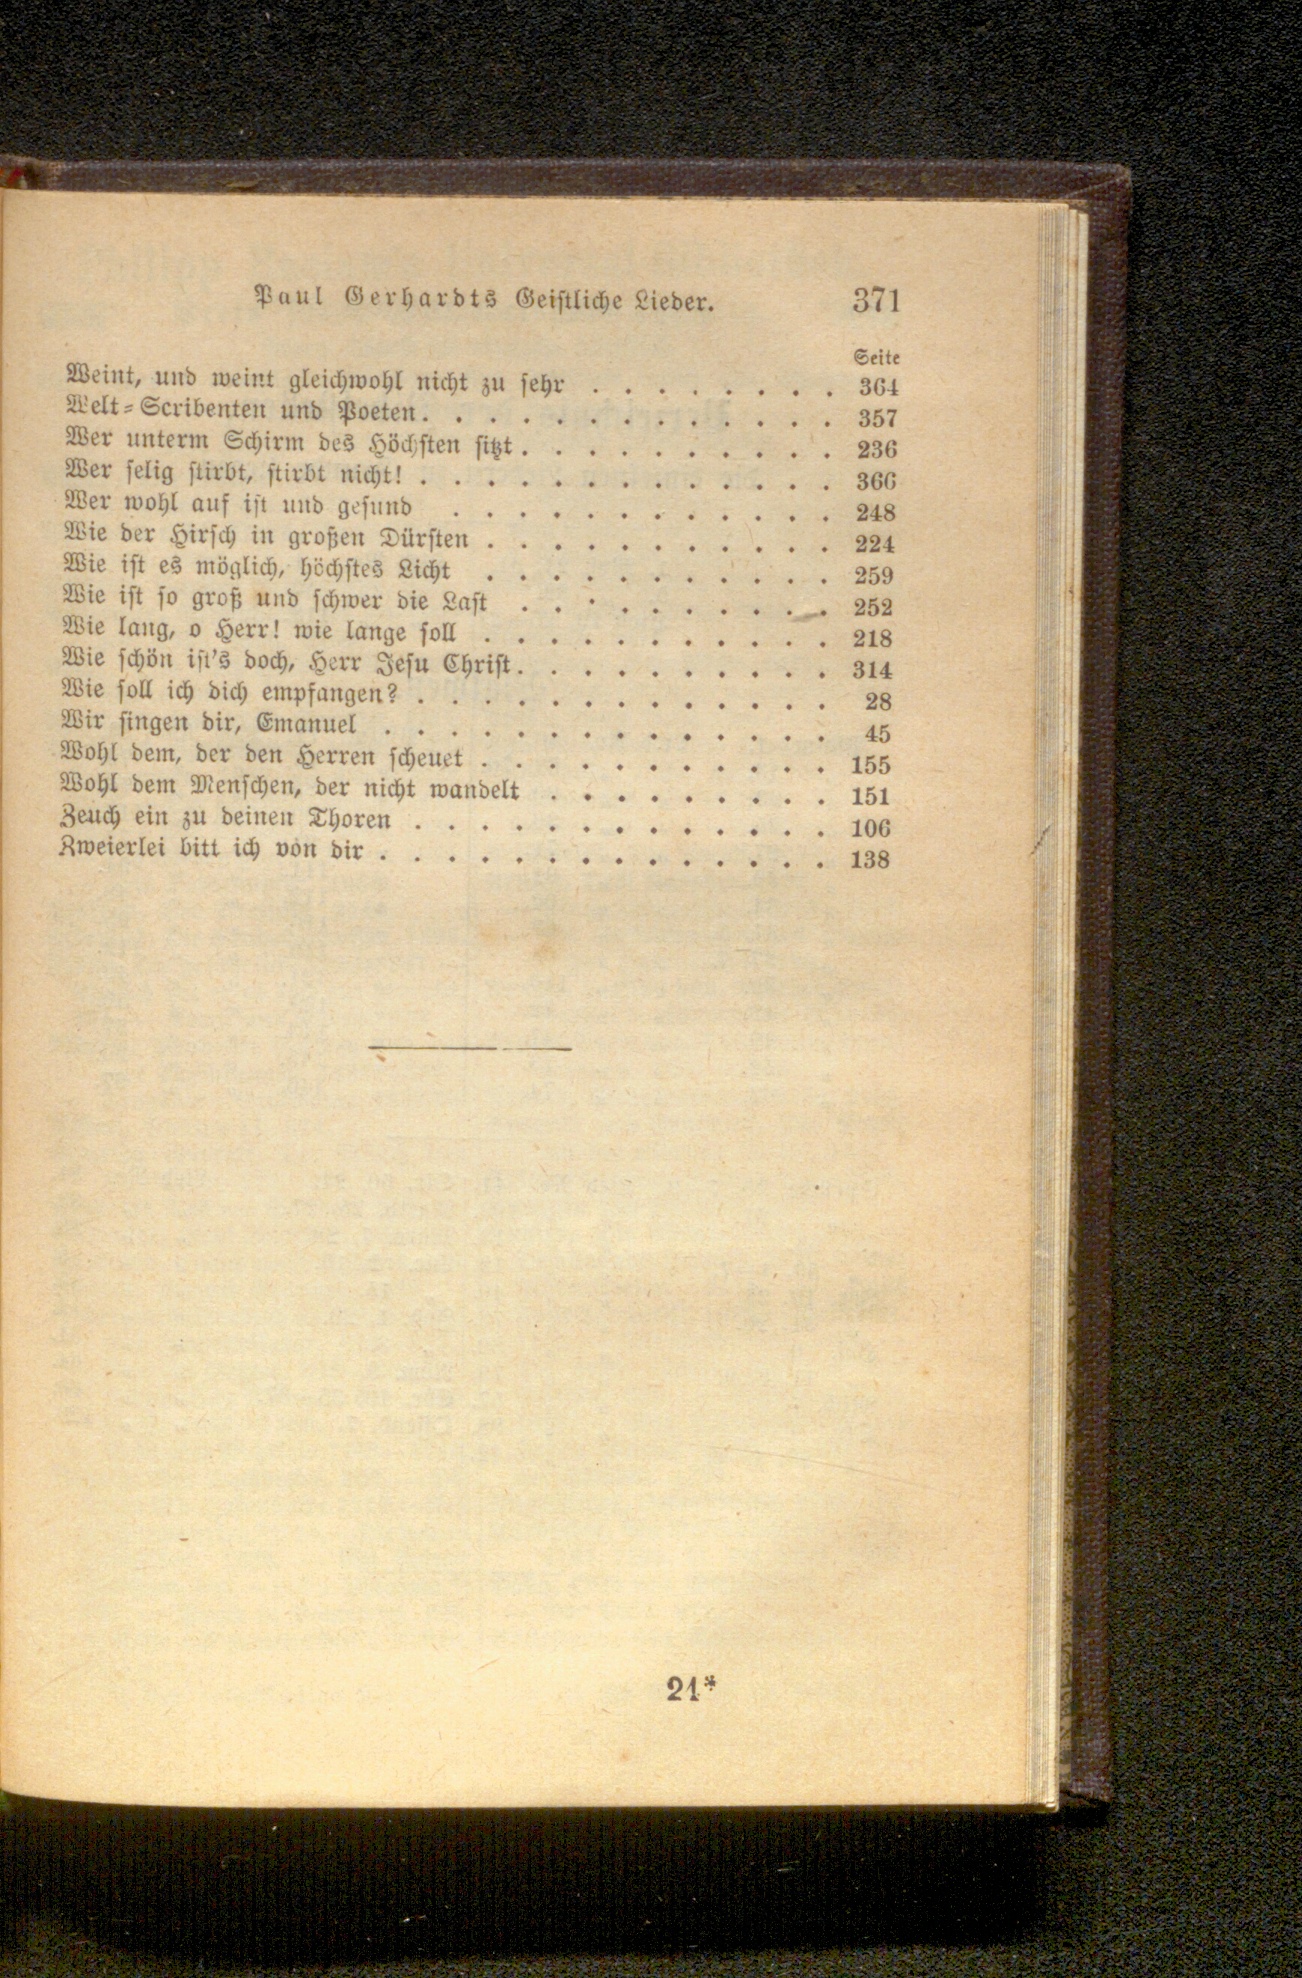 Paul Gerhardts Geistliche Lieder. 371
Seite
Weint, und weint gleichwohl nicht zu sehr . . . . . . . . 364
Welt-Scribenten und Poeten. . . . . . . . . . . . . 357
Wer unterm Schirm des Höchsten sitzt. . . . . . . . . . 236
Wer selig stirbt, stirbt nicht! . . . . . . . . . . . . . 366
Wer wohl auf ist und gesund . . . . . . . . . . . . 248
Wie der Hirsch in großen Dürsten . . . . . . . . . . . 224
Wie ist es möglich, höchstes Licht . . . . . . . . . . . 259
Wie ist so groß und schwer die Last . . . . . . . . . . 252
Wie lang, o Herr! wie lange soll . . . . . . . . . . . 218
Wie schön ist's doch, Herr Jesu Christ. . . . . . . . . . 314
Wie soll ich dich empfangen? . . . . . . . . . . . . . 28
Wir singen dir, Emanuel . . . . . . . . . . . . . . 45
Wohl dem, der den Herren scheuet . . . . . . . . . . . 155
Wohl dem Menschen, der nicht wandelt . . . . . . . . . 151
Zeuch ein zu deinen Thoren . . . . . . . . . . . . . 106
Zweierlei bitt ich von dir . . . . . . . . . . . . . . 138
24*